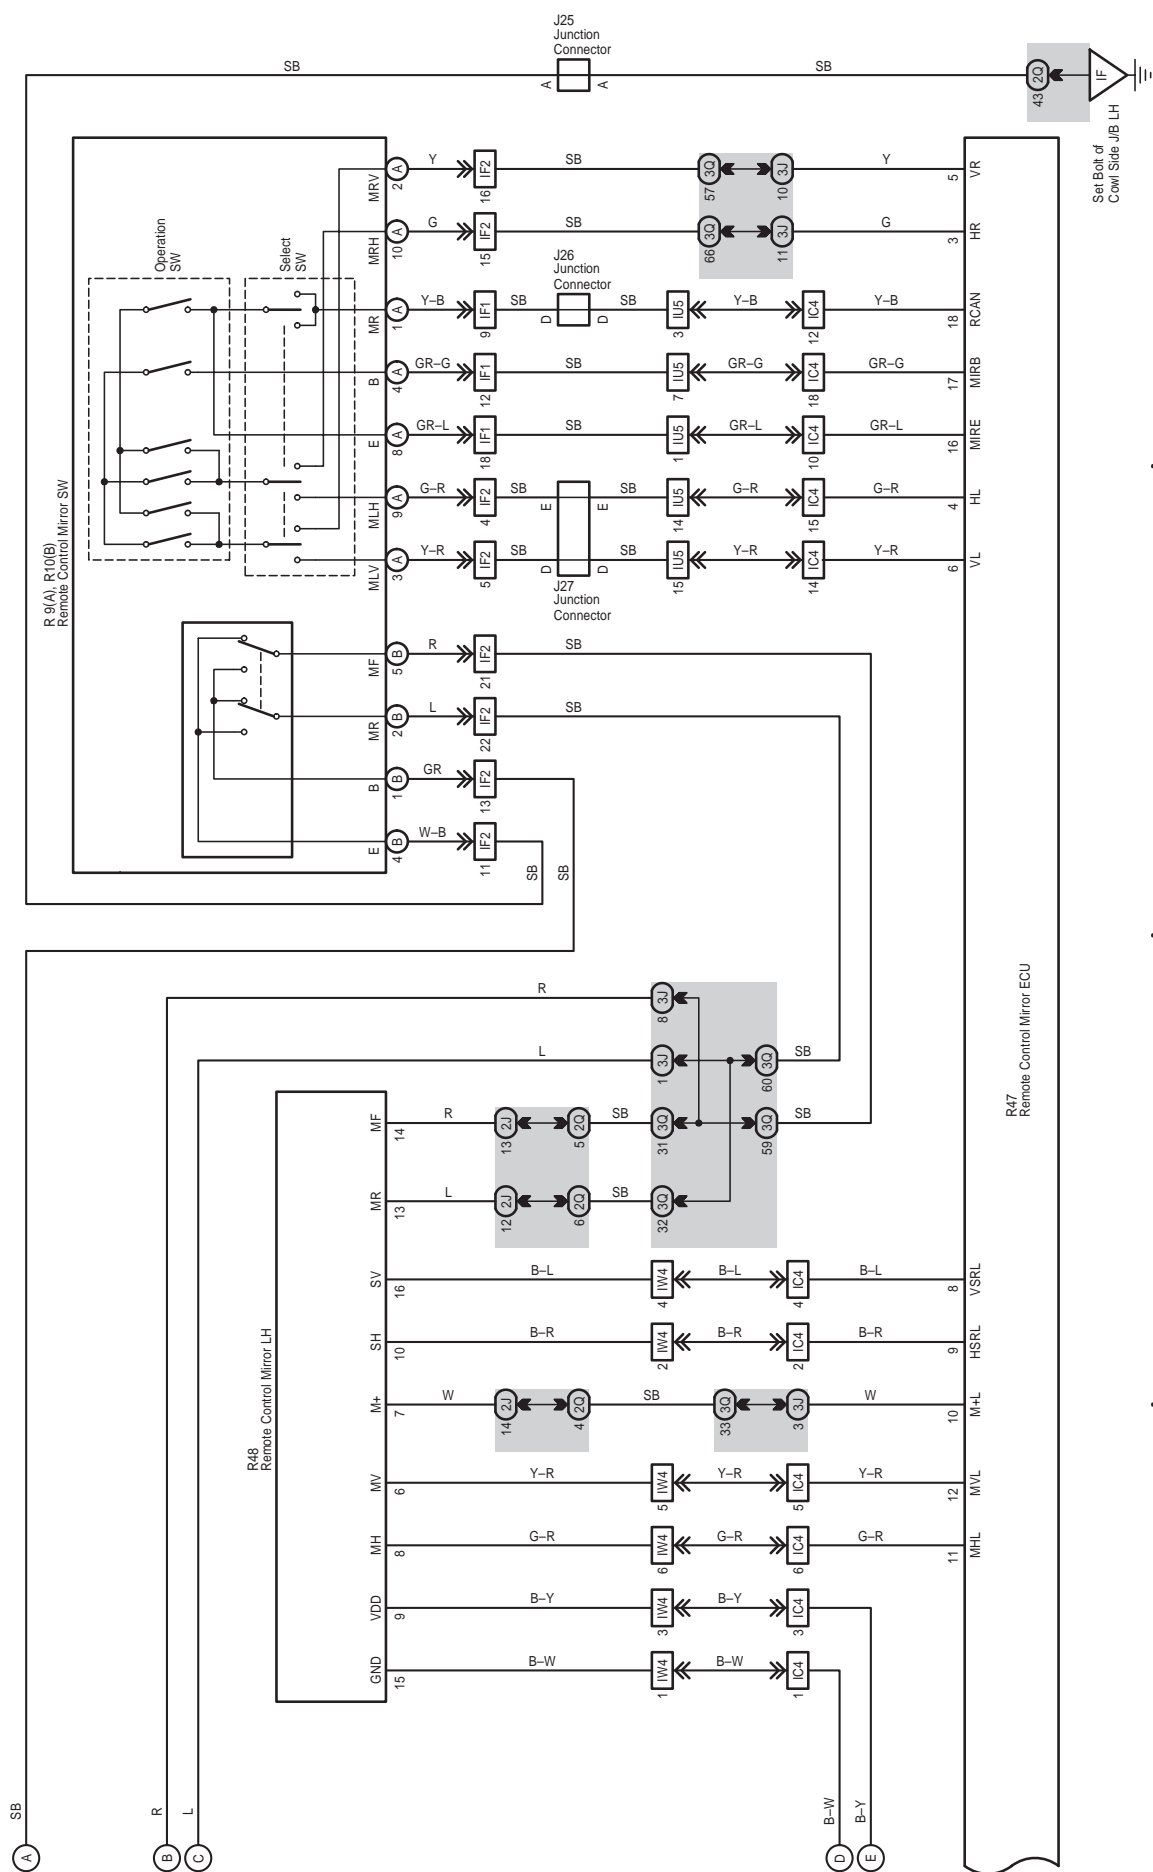 J25
Junction
Connector
SB
A
A
SB
43
2Q
IF
Set Bolt of
Cowl Side J/B LH
R 9(A), R10(B)
Remote Control Mirror SW
Operation
SW
Select
SW
MRV
2
A
Y
16
IF2
SB
57
3Q
10
3J
Y
5
VR
MRH
10
A
G
15
IF2
SB
66
3Q
11
3J
G
3
HR
J26
Junction
Connector
MR
1
A
Y–B
9
IF1
SB
D
D
SB
3
IU5
Y–B
12
IC4
Y–B
18
RCAN
B
4
A
GR–G
12
IF1
SB
7
IU5
GR–G
18
IC4
GR–G
17
MIRB
E
8
A
GR–L
18
IF1
SB
1
IU5
GR–L
10
IC4
GR–L
16
MIRE
MLH
9
A
G–R
4
IF2
SB
E
E
SB
14
IU5
G–R
15
IC4
G–R
4
HL
MLV
3
A
Y–R
5
IF2
SB
D
D
SB
15
IU5
Y–R
14
IC4
Y–R
6
VL
J27
Junction
Connector
MF
5
B
R
21
IF2
SB
MR
2
B
L
22
IF2
SB
B
1
B
GR
13
IF2
E
4
B
W–B
11
IF2
SB
SB
R
8
3J
L
1
3J
60
3Q
SB
R48
Remote Control Mirror LH
MF
14
R
13
2J
5
2Q
SB
31
3Q
59
3Q
SB
MR
13
L
12
2J
6
2Q
SB
32
3Q
SV
16
B–L
4
IW4
B–L
4
IC4
B–L
8
VSRL
SH
10
B–R
2
IW4
B–R
2
IC4
B–R
9
HSRL
M+
7
W
14
2J
4
2Q
SB
33
3Q
3
3J
W
10
M+L
MV
6
Y–R
5
IW4
Y–R
5
IC4
Y–R
12
MVL
MH
8
G–R
6
IW4
G–R
6
IC4
G–R
11
MHL
VDD
9
B–Y
3
IW4
B–Y
3
IC4
GND
15
B–W
1
IW4
B–W
1
IC4
R47
Remote Control Mirror ECU
SB
A
R
B
L
C
B–W
D
B–Y
E